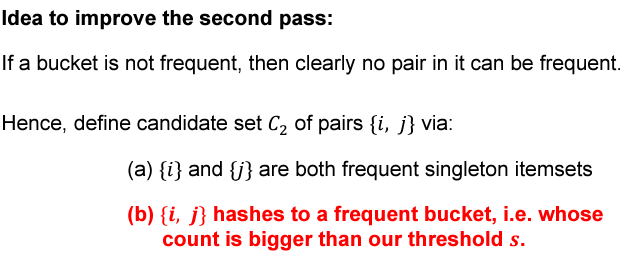 Idea to improve the second pass:
If a bucket is not frequent, then clearly no pair in it can be frequent.
Hence, define candidate set C₂ of pairs {i, j} via:
(a) {i} and {j} are both frequent singleton itemsets
(b) {i, j} hashes to a frequent bucket, i.e. whose
count is bigger than our threshold s.